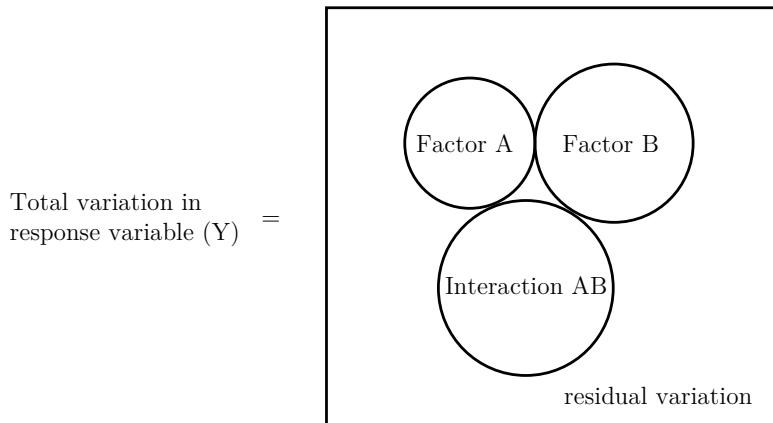 Factor A
Factor B
Total variation in
response variable (Y)
=
Interaction AB
residual variation